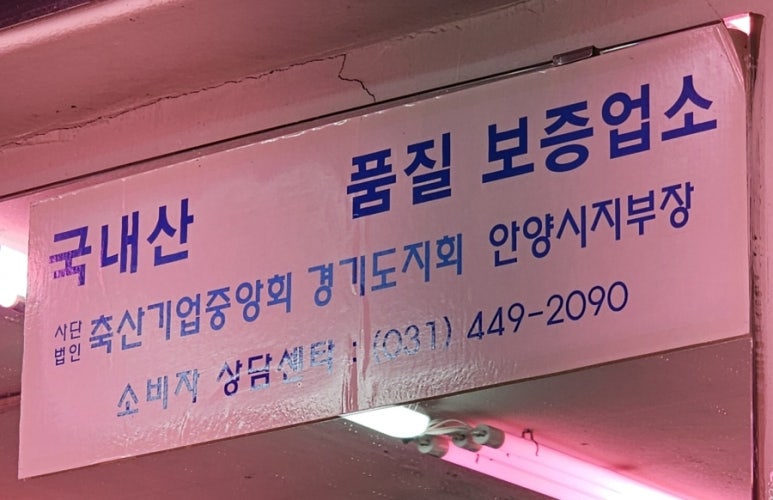 국내산 품질 보증업소
사단법인 축산기업중앙회 경기도지회 안양시지부장
소비자 상담센탁 : (031) 449-2090